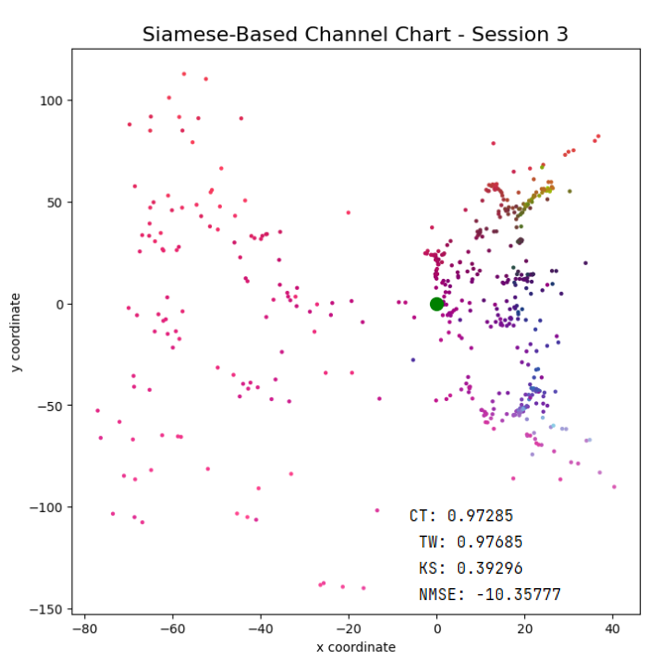 Siamese-Based Channel Chart - Session 3
y coordinate
100
50
0
−50
−100
−150
CT: 0.97285
TW: 0.97685
KS: 0.39296
NMSE: -10.35777
−80 −60 −40 −20 0 20 40
x coordinate